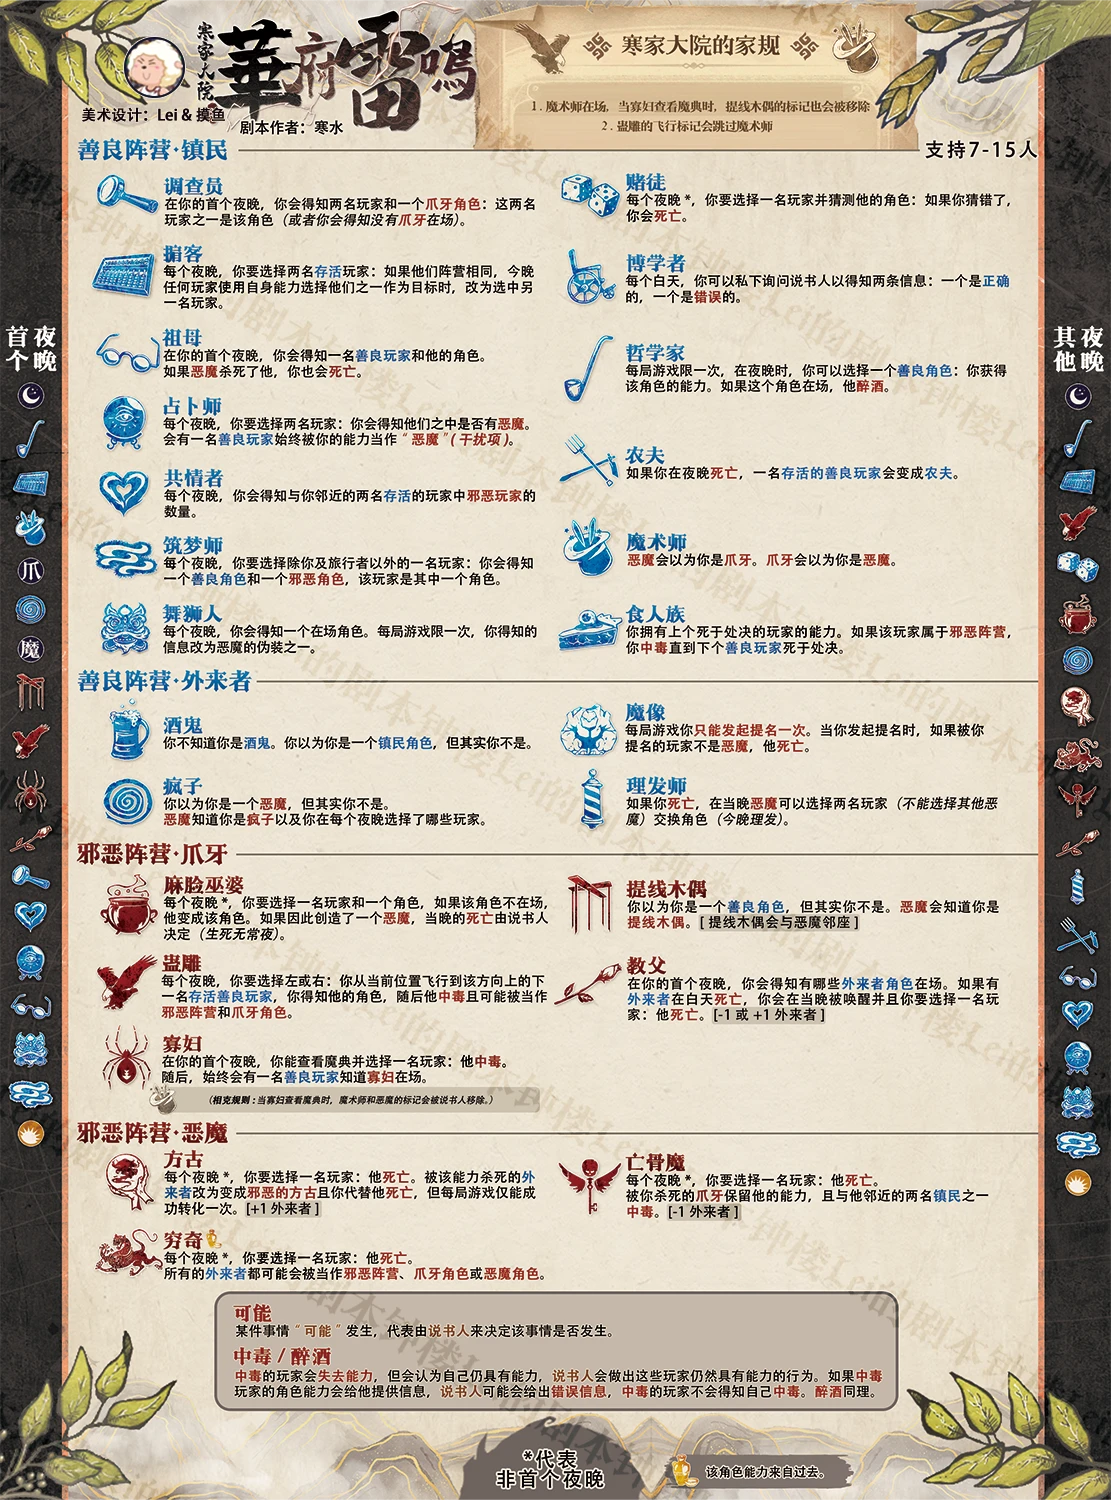 寒家大院
華府雷鳴
美术设计：Lei & 摸鱼
剧本作者：寒水
寒家大院的家规
1．魔术师在场，当寡妇查看魔典时，提线木偶的标记也会被移除
2．蛊雕的飞行标记会跳过魔术师
善良阵营·镇民
支持7-15人
调查员
在你的首个夜晚，你会得知两名玩家和一个爪牙角色：这两名
玩家之一是该角色（或者你会得知没有爪牙在场）。
掮客
每个夜晚，你要选择两名存活玩家：如果他们阵营相同，今晚
任何玩家使用自身能力选择他们之一作为目标时，改为选中另
一名玩家。
祖母
在你的首个夜晚，你会得知一名善良玩家和他的角色。
如果恶魔杀死了他，你也会死亡。
占卜师
每个夜晚，你要选择两名玩家：你会得知他们之中是否有恶魔。
会有一名善良玩家始终被你的能力当作“恶魔”（干扰项）。
共情者
每个夜晚，你会得知与你邻近的两名存活的玩家中邪恶玩家的
数量。
筑梦师
每个夜晚，你要选择除你及旅行者以外的一名玩家：你会得知
一个善良角色和一个邪恶角色，该玩家是其中一个角色。
舞狮人
每个夜晚，你会得知一个在场角色。每局游戏限一次，你得知的
信息改为恶魔的伪装之一。
赌徒
每个夜晚*，你要选择一名玩家并猜测他的角色：如果你猜错了，
你会死亡。
博学者
每个白天，你可以私下询问说书人以得知两条信息：一个是正确
的，一个是错误的。
哲学家
每局游戏限一次，在夜晚时，你可以选择一个善良角色：你获得
该角色的能力。如果这个角色在场，他醉酒。
农夫
如果你在夜晚死亡，一名存活的善良玩家会变成农夫。
魔术师
恶魔会以为你是爪牙。爪牙会以为你是恶魔。
食人族
你拥有上个死于处决的玩家的能力。如果该玩家属于邪恶阵营，
你中毒直到下个善良玩家死于处决。
善良阵营·外来者
酒鬼
你不知道你是酒鬼。你以为你是一个镇民角色，但其实你不是。
疯子
你以为你是一个恶魔，但其实你不是。
恶魔知道你是疯子以及你在每个夜晚选择了哪些玩家。
魔像
每局游戏你只能发起提名一次。当你发起提名时，如果被你
提名的玩家不是恶魔，他死亡。
理发师
如果你死亡，在当晚恶魔可以选择两名玩家（不能选择其他恶
魔）交换角色（今晚理发）。
邪恶阵营·爪牙
麻脸巫婆
每个夜晚*，你要选择一名玩家和一个角色，如果该角色不在场，
他变成该角色。如果因此创造了一个恶魔，当晚的死亡由说书人
决定（生死无常夜）。
蛊雕
每个夜晚，你要选择左或右：你从当前位置飞行到该方向上的下
一名存活善良玩家，你得知他的角色，随后他中毒且可能被当作
邪恶阵营和爪牙角色。
寡妇
在你的首个夜晚，你能查看魔典并选择一名玩家：他中毒。
随后，始终会有一名善良玩家知道寡妇在场。
（相克规则：当寡妇查看魔典时，魔术师和恶魔的标记会被说书人移除。）
提线木偶
你以为你是一个善良角色，但其实你不是。恶魔会知道你是
提线木偶。[提线木偶会与恶魔邻座]
教父
在你的首个夜晚，你会得知有哪些外来者角色在场。如果有
外来者在白天死亡，你会在当晚被唤醒并且你要选择一名玩
家：他死亡。[-1 或 +1 外来者]
邪恶阵营·恶魔
方古
每个夜晚*，你要选择一名玩家：他死亡。被该能力杀死的外
来者改为变成邪恶的方古且你代替他死亡，但每局游戏仅能成
功转化一次。[+1 外来者]
穷奇
每个夜晚*，你要选择一名玩家：他死亡。
所有的外来者都可能会被当作邪恶阵营、爪牙角色或恶魔角色。
亡骨魔
每个夜晚*，你要选择一名玩家：他死亡。
被你杀死的爪牙保留他的能力，且与他邻近的两名镇民之一
中毒。[-1 外来者]
可能
某件事情“可能”发生，代表由说书人来决定该事情是否发生。
中毒 / 醉酒
中毒的玩家会失去能力，但会认为自己仍具有能力，说书人会做出这些玩家仍然具有能力的行为。如果中毒
玩家的角色能力会给他提供信息，说书人可能会给出错误信息，中毒的玩家不会得知自己中毒。醉酒同理。
*代表
非首个夜晚
该角色能力来自过去。
首个夜晚
爪
魔
其他夜晚